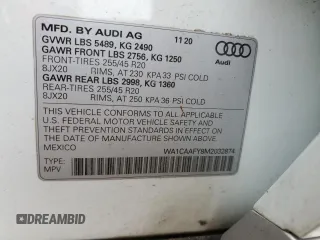 MFD. BY AUDI AG 11 20
GVWR LBS 5489, KG 2490
GAWR FRONT LBS 2756, KG 1250
FRONT-TIRES 255/45 R20
8JX20 RIMS, AT 230 KPA 33 PSI COLD
GAWR REAR LBS 2998, KG 1360
REAR-TIRES 255/45 R20
8JX20 RIMS, AT 250 KPA 36 PSI COLD
THIS VEHICLE CONFORMS TO ALL APPLICABLE
U.S. FEDERAL MOTOR VEHICLE SAFETY AND
THEFT PREVENTION STANDARDS IN EFFECT ON THE
DATE OF MANUFACTURE SHOWN ABOVE.
MEXICO
TYPE: WA1CAAFY8M2032874
MPV
Audi
DREAMBID
DREAMBID.COM